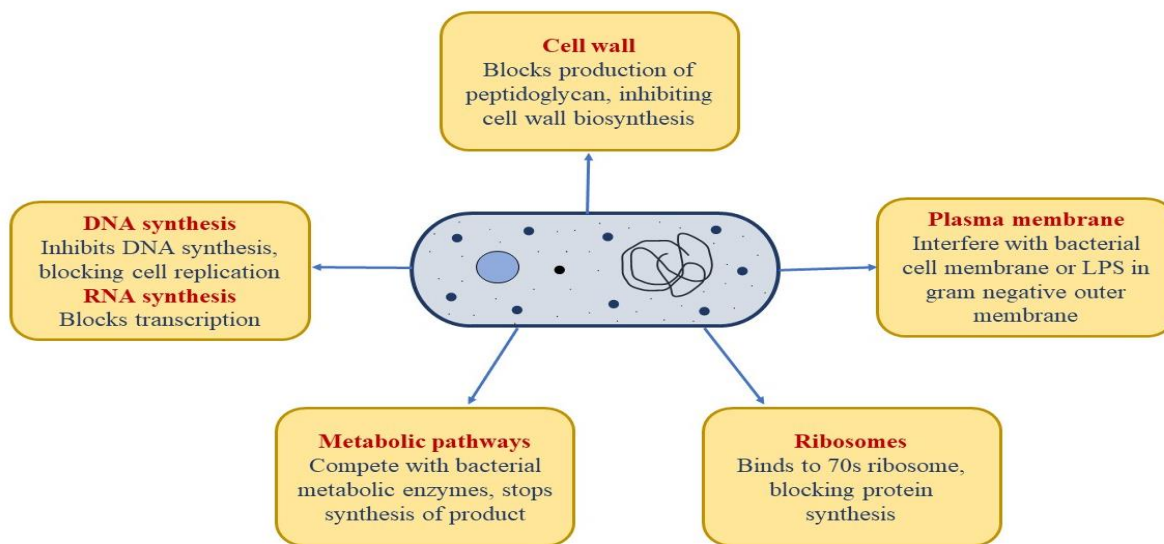 Cell wall
Blocks production of
peptidoglycan, inhibiting
cell wall biosynthesis
DNA synthesis
Inhibits DNA synthesis,
blocking cell replication
RNA synthesis
Blocks transcription
Plasma membrane
Interfere with bacterial
cell membrane or LPS in
gram negative outer
membrane
Metabolic pathways
Compete with bacterial
metabolic enzymes, stops
synthesis of product
Ribosomes
Binds to 70s ribosome,
blocking protein
synthesis